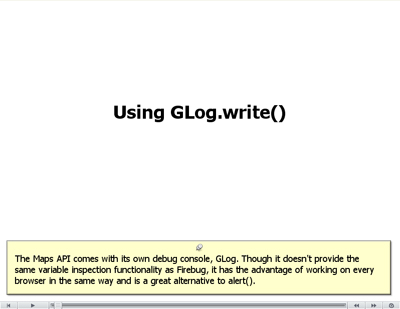 Using GLog.write()
The Maps API comes with its own debug console, GLog. Though it doesn't provide the
same variable inspection functionality as Firebug, it has the advantage of working on every
browser in the same way and is a great alternative to alert().